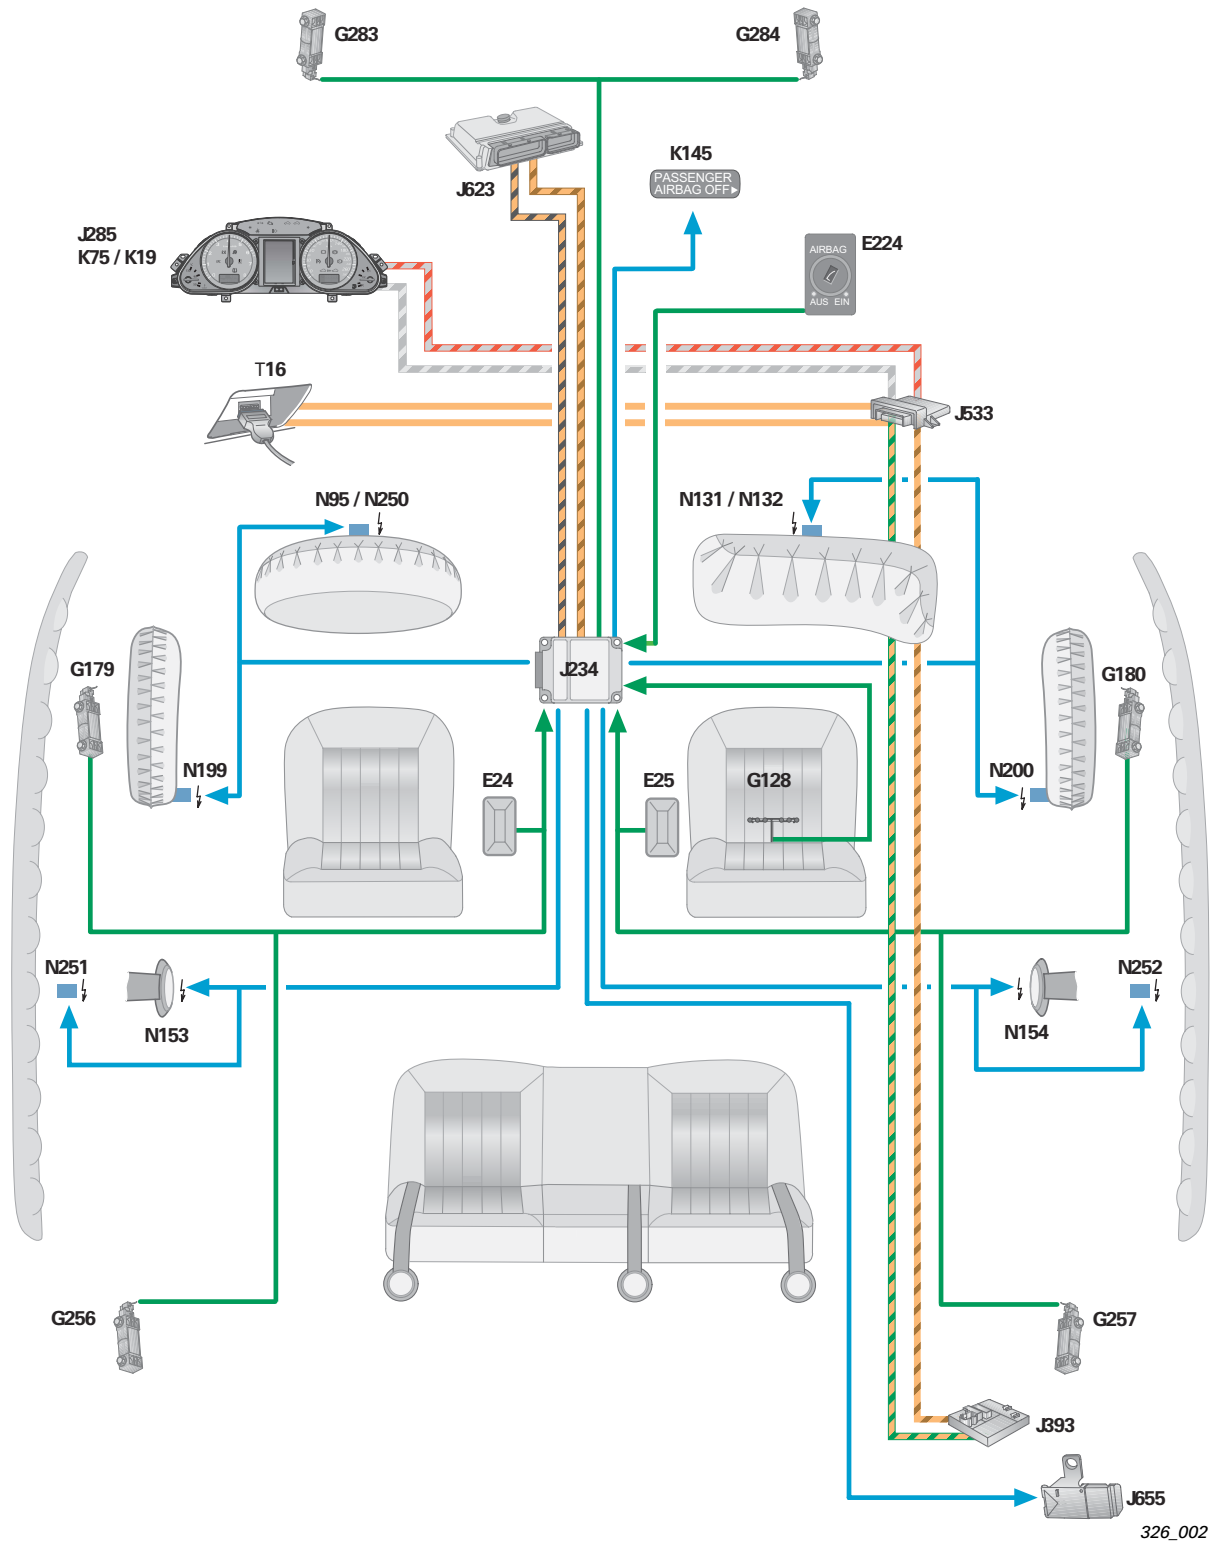 G283
G284
K145
PASSENGER
AIRBAG OFF
J623
J285
K75 / K19
E224
AIRBAG
AUS EIN
T16
J533
N95 / N250
N131 / N132
J234
G179
G180
N199
E24
E25
G128
N200
N251
N252
N153
N154
G256
G257
J393
J655
326_002